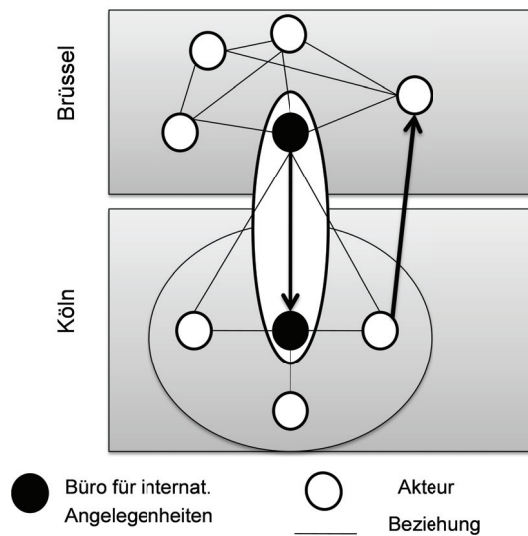 Brüssel
Köln
Büro für internat.
Angelegenheiten
Akteur
Beziehung